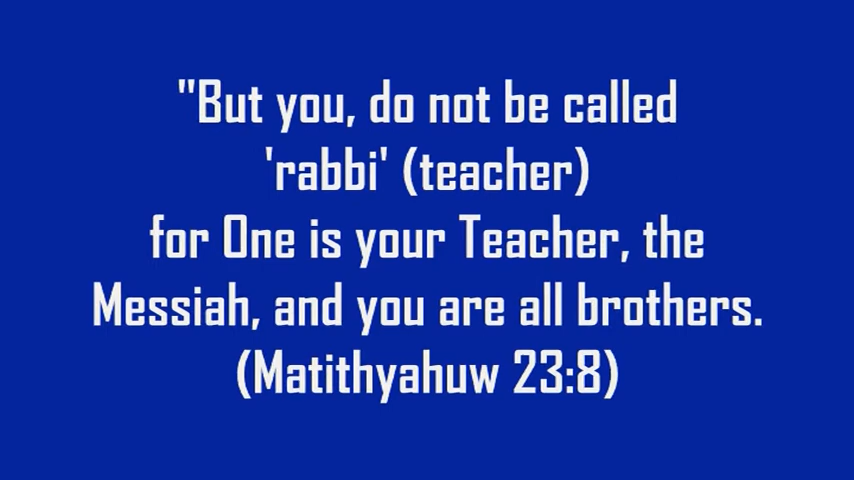 "But you, do not be called
'rabbi' (teacher)
for One is your Teacher, the
Messiah, and you are all brothers.
(Matithyahuw 23:8)